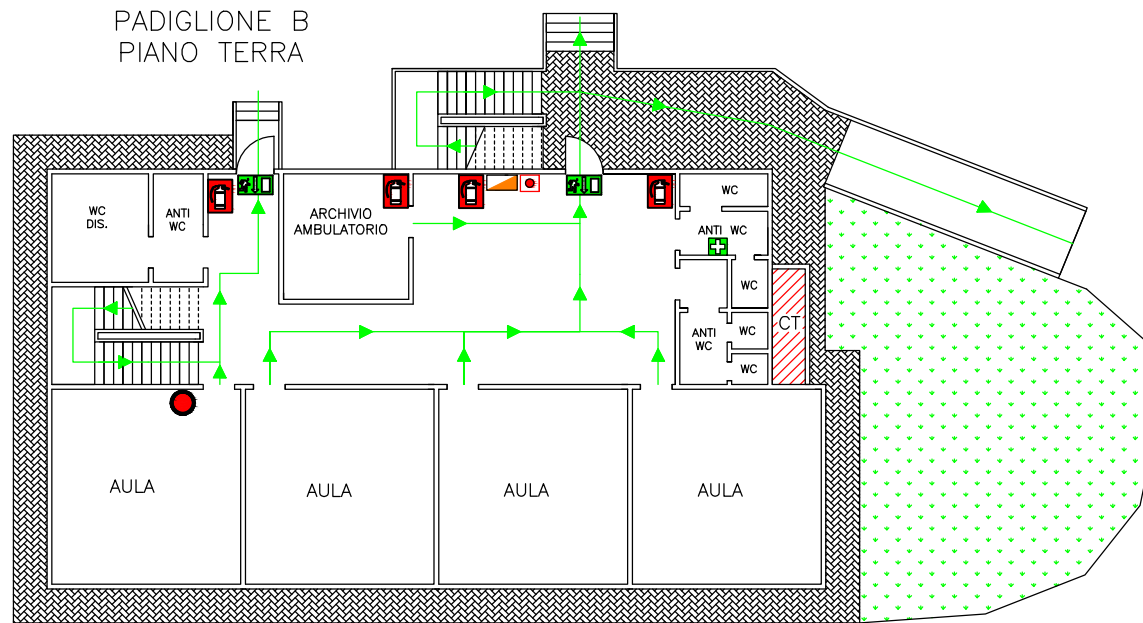 PADIGLIONE B
PIANO TERRA
WC
DIS.
ANTI
WC
ARCHIVIO
AMBULATORIO
WC
ANTI WC
WC
CT
ANTI
WC
WC
WC
AULA
AULA
AULA
AULA